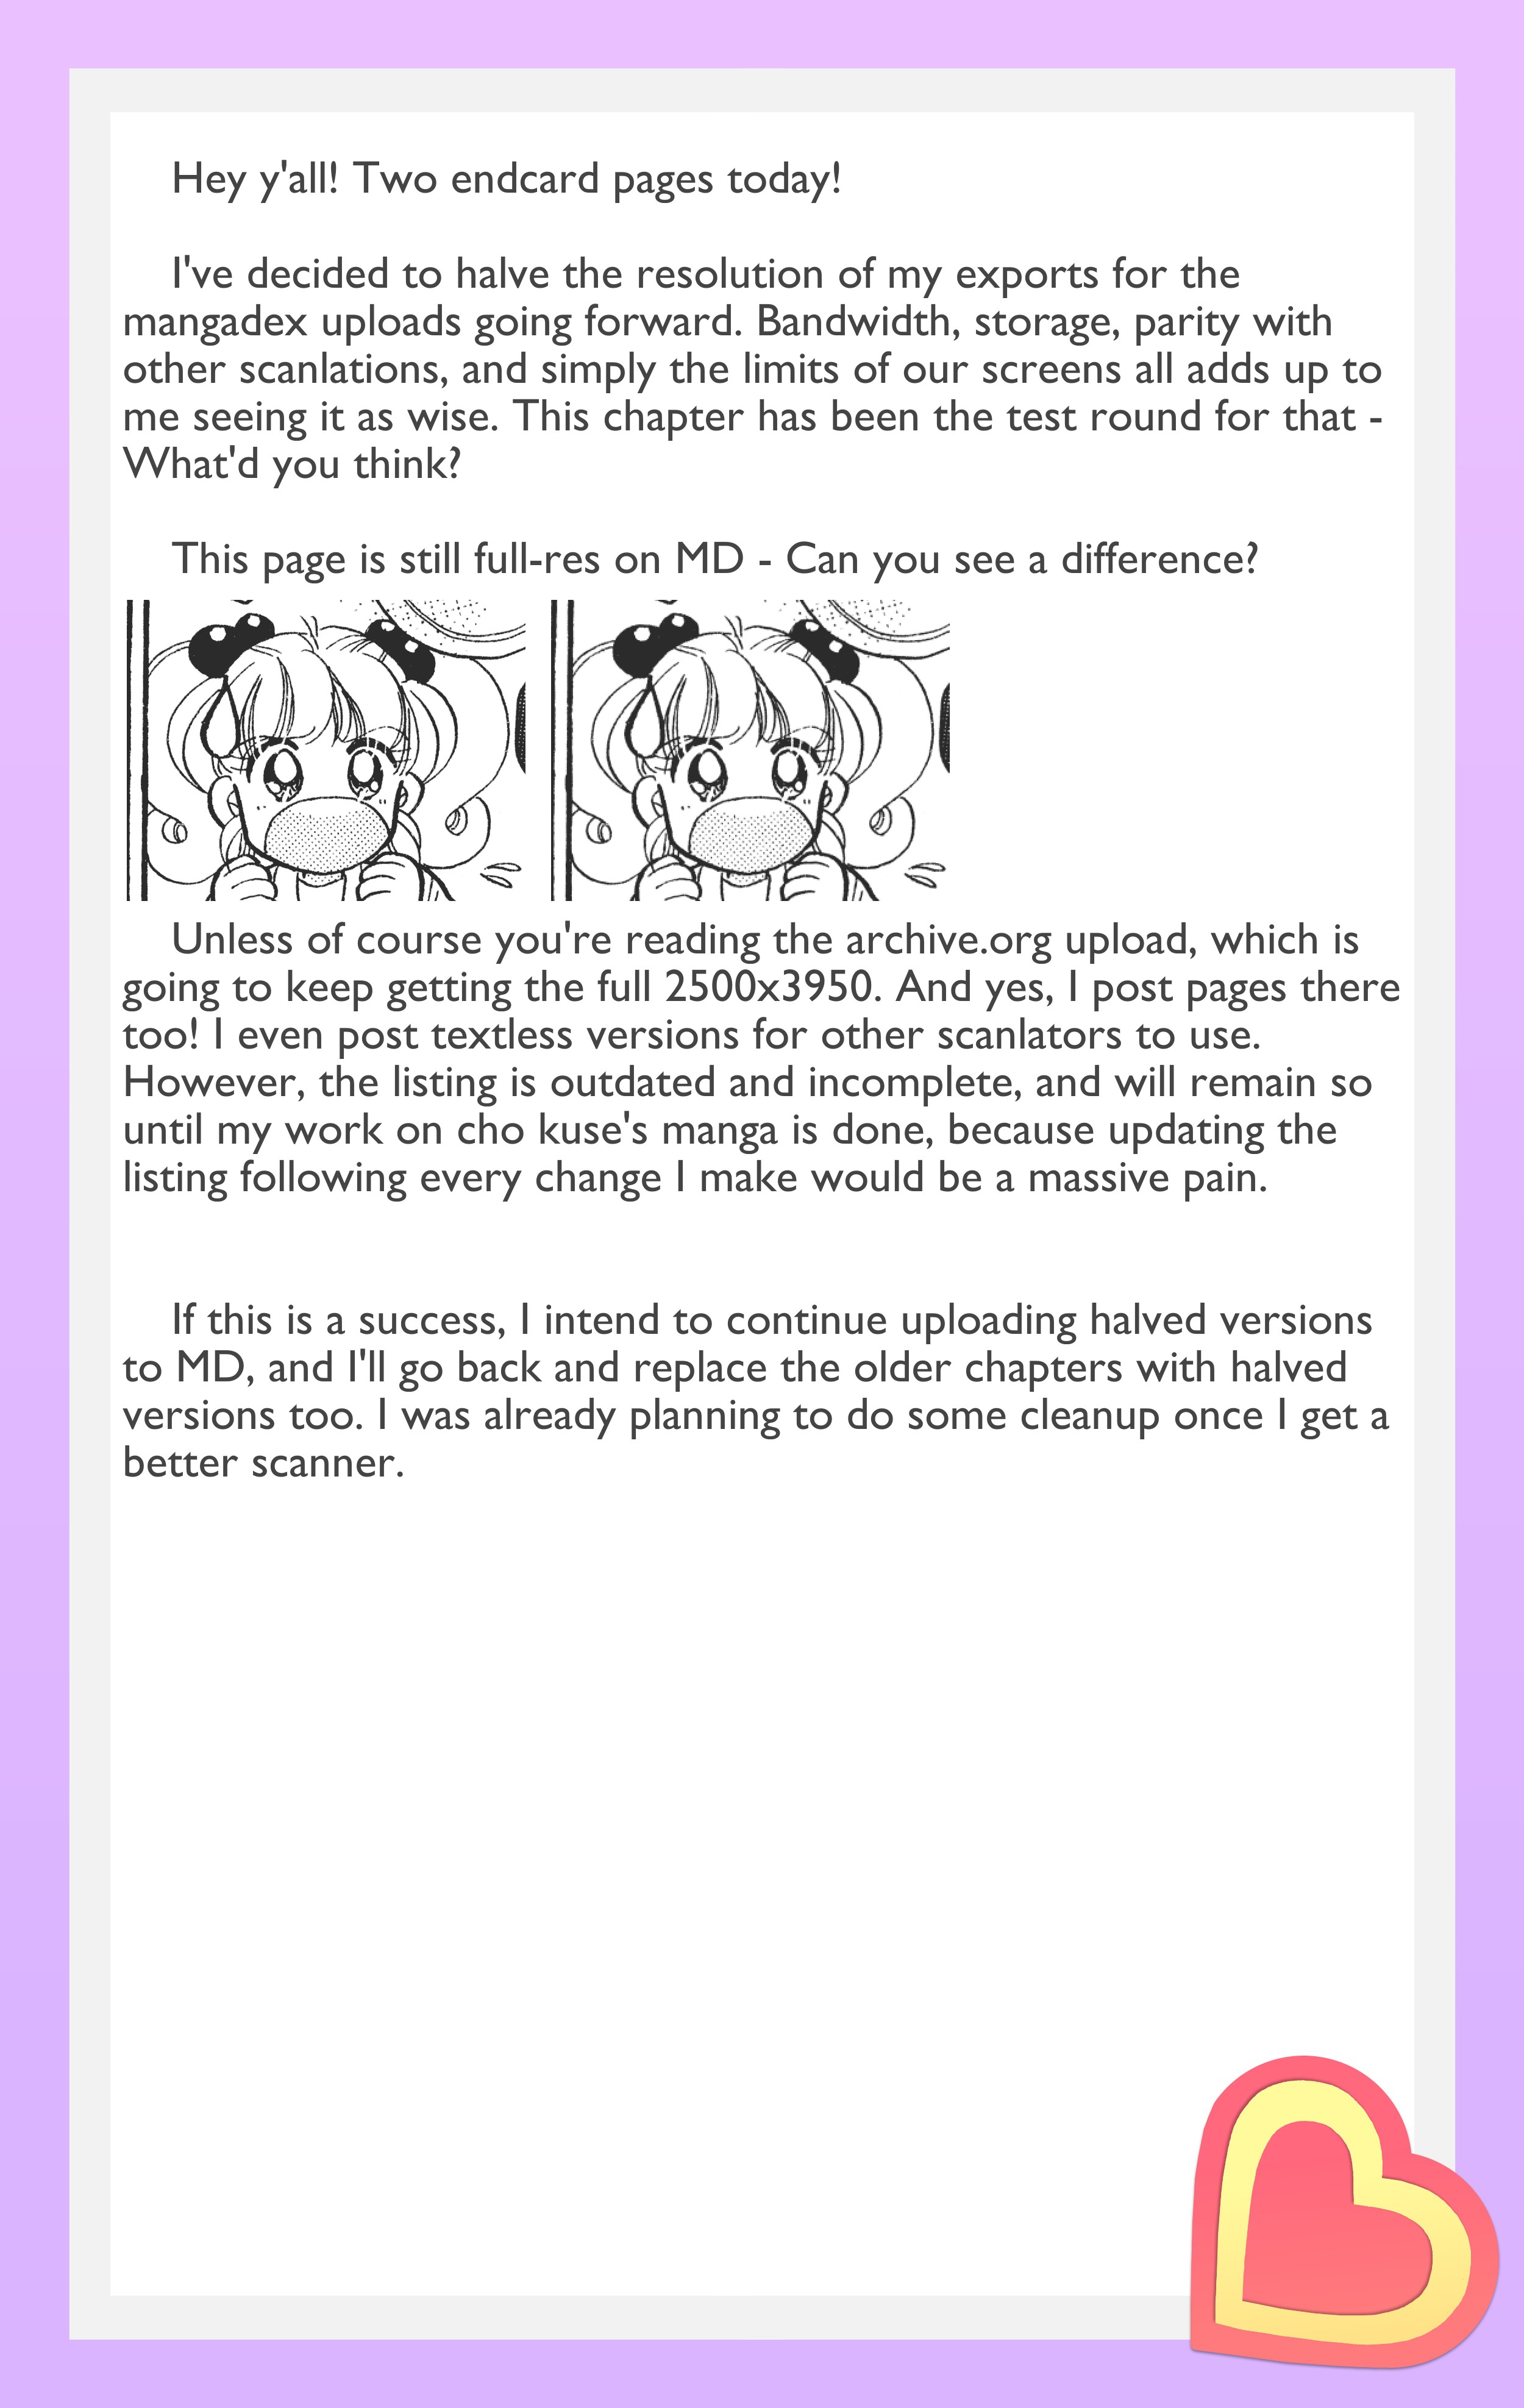 Hey y'all! Two endcard pages today!
I've decided to halve the resolution of my exports for the
mangadex uploads going forward. Bandwidth, storage, parity with
other scanlations, and simply the limits of our screens all adds up to
me seeing it as wise. This chapter has been the test round for that -
What'd you think?
This page is still full-res on MD - Can you see a difference?
Unless of course you're reading the archive.org upload, which is
going to keep getting the full 2500x3950. And yes, I post pages there
too! I even post textless versions for other scanlators to use.
However, the listing is outdated and incomplete, and will remain so
until my work on cho kuse's manga is done, because updating the
listing following every change I make would be a massive pain.
If this is a success, I intend to continue uploading halved versions
to MD, and I'll go back and replace the older chapters with halved
versions too. I was already planning to do some cleanup once I get a
better scanner.